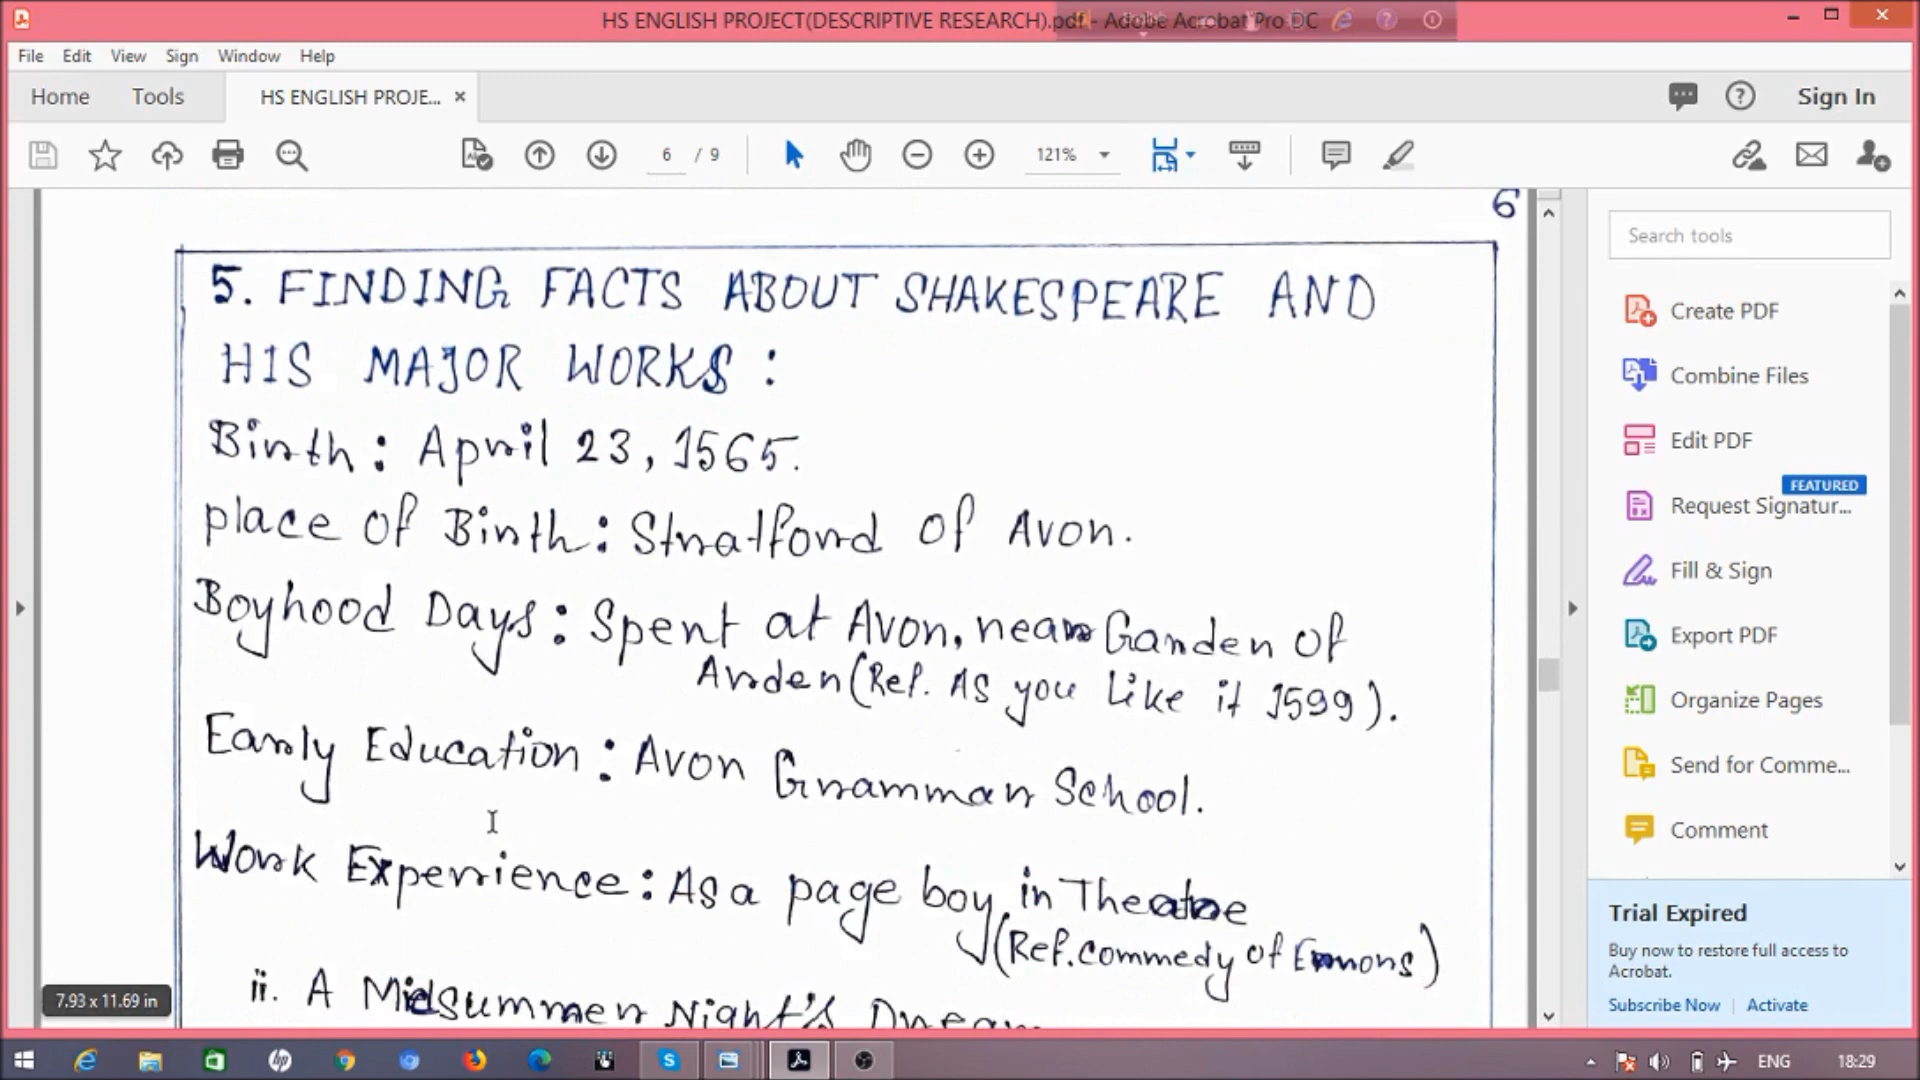 HS ENGLISH PROJECT(DESCRIPTIVE RESEARCH).pdf - Adobe Acrobat Pro DC
File Edit View Sign Window Help
Home Tools HS ENGLISH PROJE... × Sign In
6 / 9 121%
6
5. FINDING FACTS ABOUT SHAKESPEARE AND
HIS MAJOR WORKS :
Birth : April 23, 1565.
place of Birth : Stratford of Avon.
Boyhood Days : Spent at Avon, near Garden of
Arden (Ref. As you like it 1599).
Early Education : Avon Grammar School.
Work Experience : As a page boy in Theatre
(Ref. Commedy of Errors)
ii. A Midsummer Night's Dream
7.93 x 11.69 in
Search tools
Create PDF
Combine Files
Edit PDF
FEATURED
Request Signatur...
Fill & Sign
Export PDF
Organize Pages
Send for Comme...
Comment
Trial Expired
Buy now to restore full access to
Acrobat.
Subscribe Now | Activate
ENG 18:29